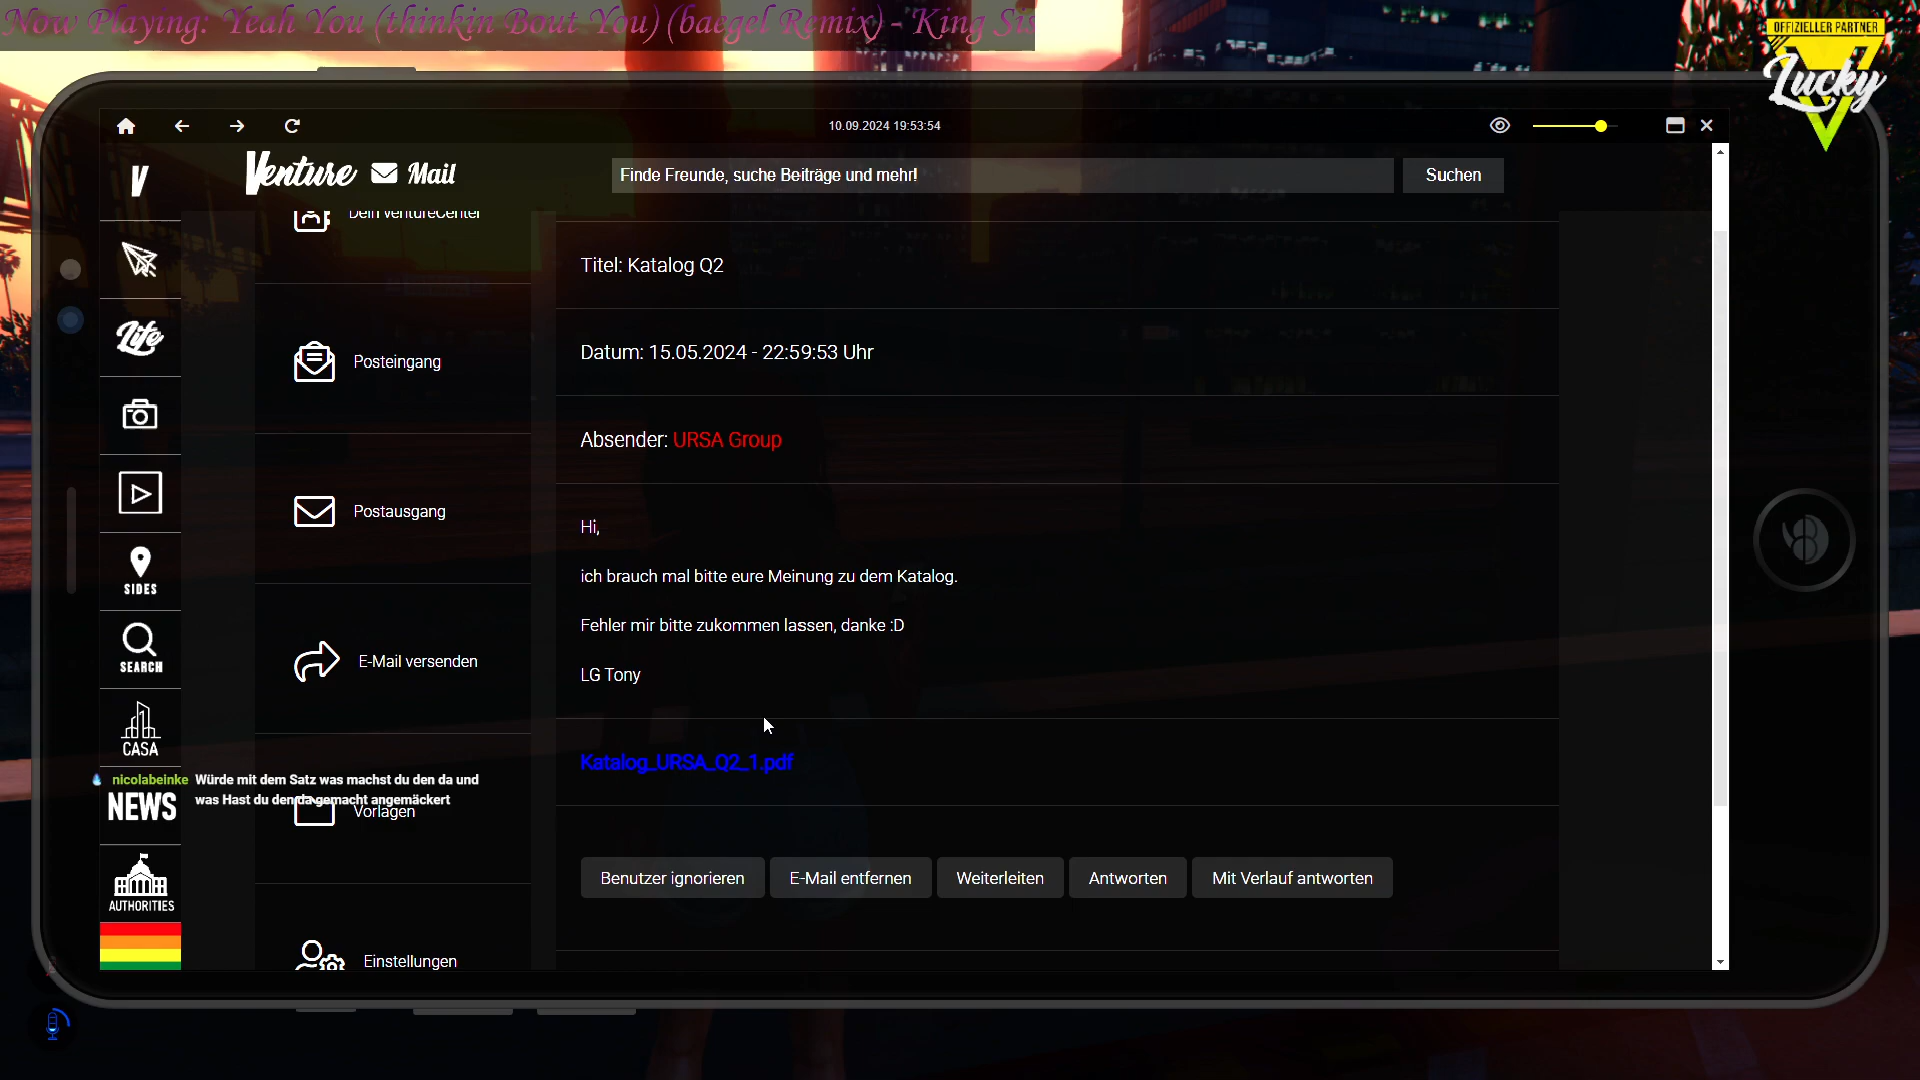 Now Playing: Yeah You (thinkin Bout You) (baegel Remix) - King Sis
OFFIZIELLER PARTNER
Lucky
10.09.2024 19:53:54
V
Venture Mail
Finde Freunde, suche Beiträge und mehr!
Suchen
Dein VentureCenter
Titel: Katalog Q2
Life
Datum: 15.05.2024 - 22:59:53 Uhr
Posteingang
Absender: URSA Group
Postausgang
Hi,
ich brauch mal bitte eure Meinung zu dem Katalog.
SIDES
Fehler mir bitte zukommen lassen, danke :D
SEARCH
E-Mail versenden
LG Tony
CASA
Katalog_URSA_Q2_1.pdf
nicolabeinke Würde mit dem Satz was machst du den da und
was Hast du den da gemacht angemäckert
NEWS
Vorlagen
AUTHORITIES
Benutzer ignorieren
E-Mail entfernen
Weiterleiten
Antworten
Mit Verlauf antworten
Einstellungen